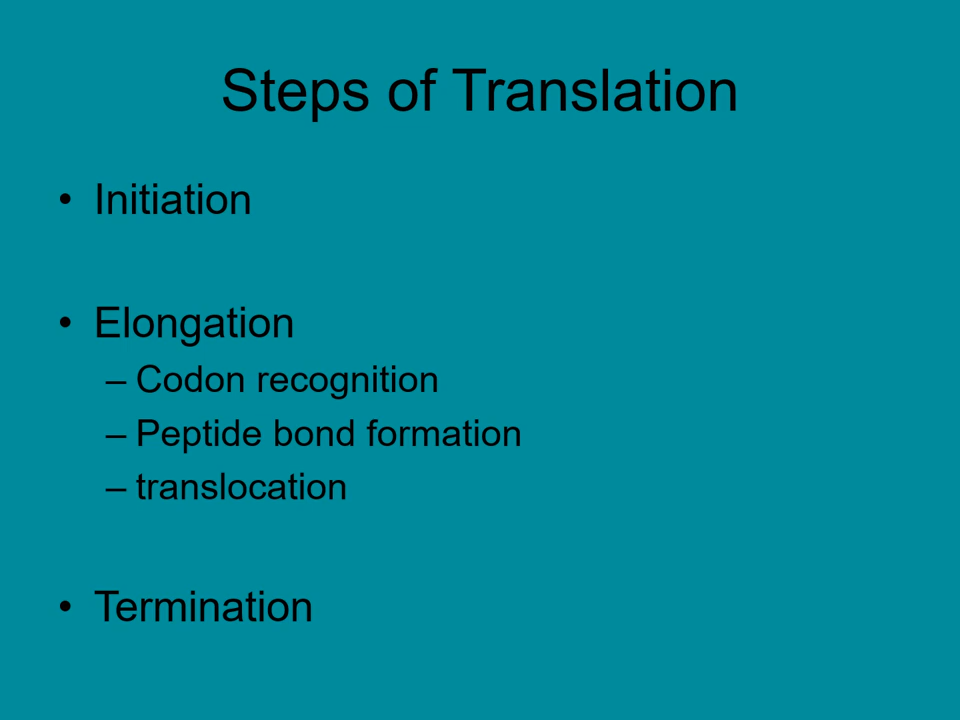 Steps of Translation
• Initiation
• Elongation
– Codon recognition
– Peptide bond formation
– translocation
• Termination